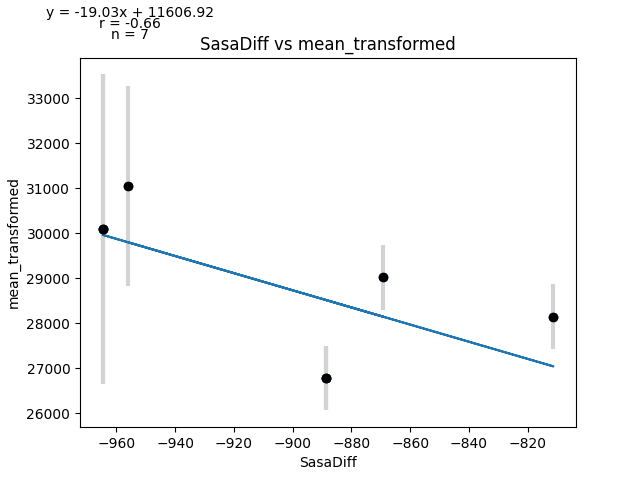 y = -19.03x + 11606.92
r = -0.66
n = 7
SasaDiff vs mean_transformed
33000
32000
31000
30000
29000
28000
27000
26000
mean_transformed
−960
−940
−920
−900
−880
−860
−840
−820
SasaDiff